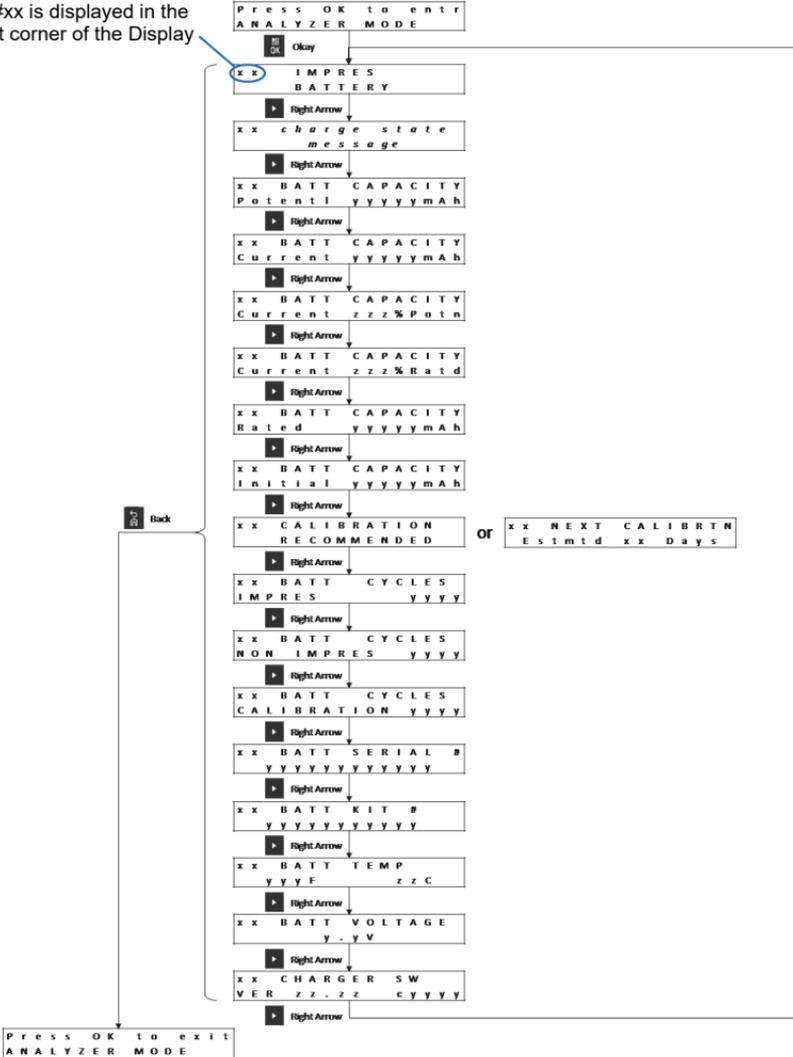 #xx is displayed in the
t corner of the Display
Press OK to entr
ANALYZER MODE
OK Okay
xx IMPRES
BATTERY
Right Arrow
xx charge state
message
Right Arrow
xx BATT CAPACITY
Potentl yyyyymAh
Right Arrow
xx BATT CAPACITY
Current yyyyymAh
Right Arrow
xx BATT CAPACITY
Current zzz%Potn
Right Arrow
xx BATT CAPACITY
Current zzz%Ratd
Right Arrow
xx BATT CAPACITY
Rated yyyyymAh
Right Arrow
xx BATT CAPACITY
Initial yyyyymAh
Right Arrow
Back
xx CALIBRATION
RECOMMENDED
or
xx NEXT CALIBRTN
Estmtd xx Days
Right Arrow
xx BATT CYCLES
IMPRES yyyy
Right Arrow
xx BATT CYCLES
NON IMPRES yyyy
Right Arrow
xx BATT CYCLES
CALIBRATION yyyy
Right Arrow
xx BATT SERIAL #
yyyyyyyyyyyy
Right Arrow
xx BATT KIT #
yyyyyyyyyyy
Right Arrow
xx BATT TEMP
yyyF zzC
Right Arrow
xx BATT VOLTAGE
y.yV
Right Arrow
xx CHARGER SW
VER zz.zz cyyyy
Right Arrow
Press OK to exit
ANALYZER MODE